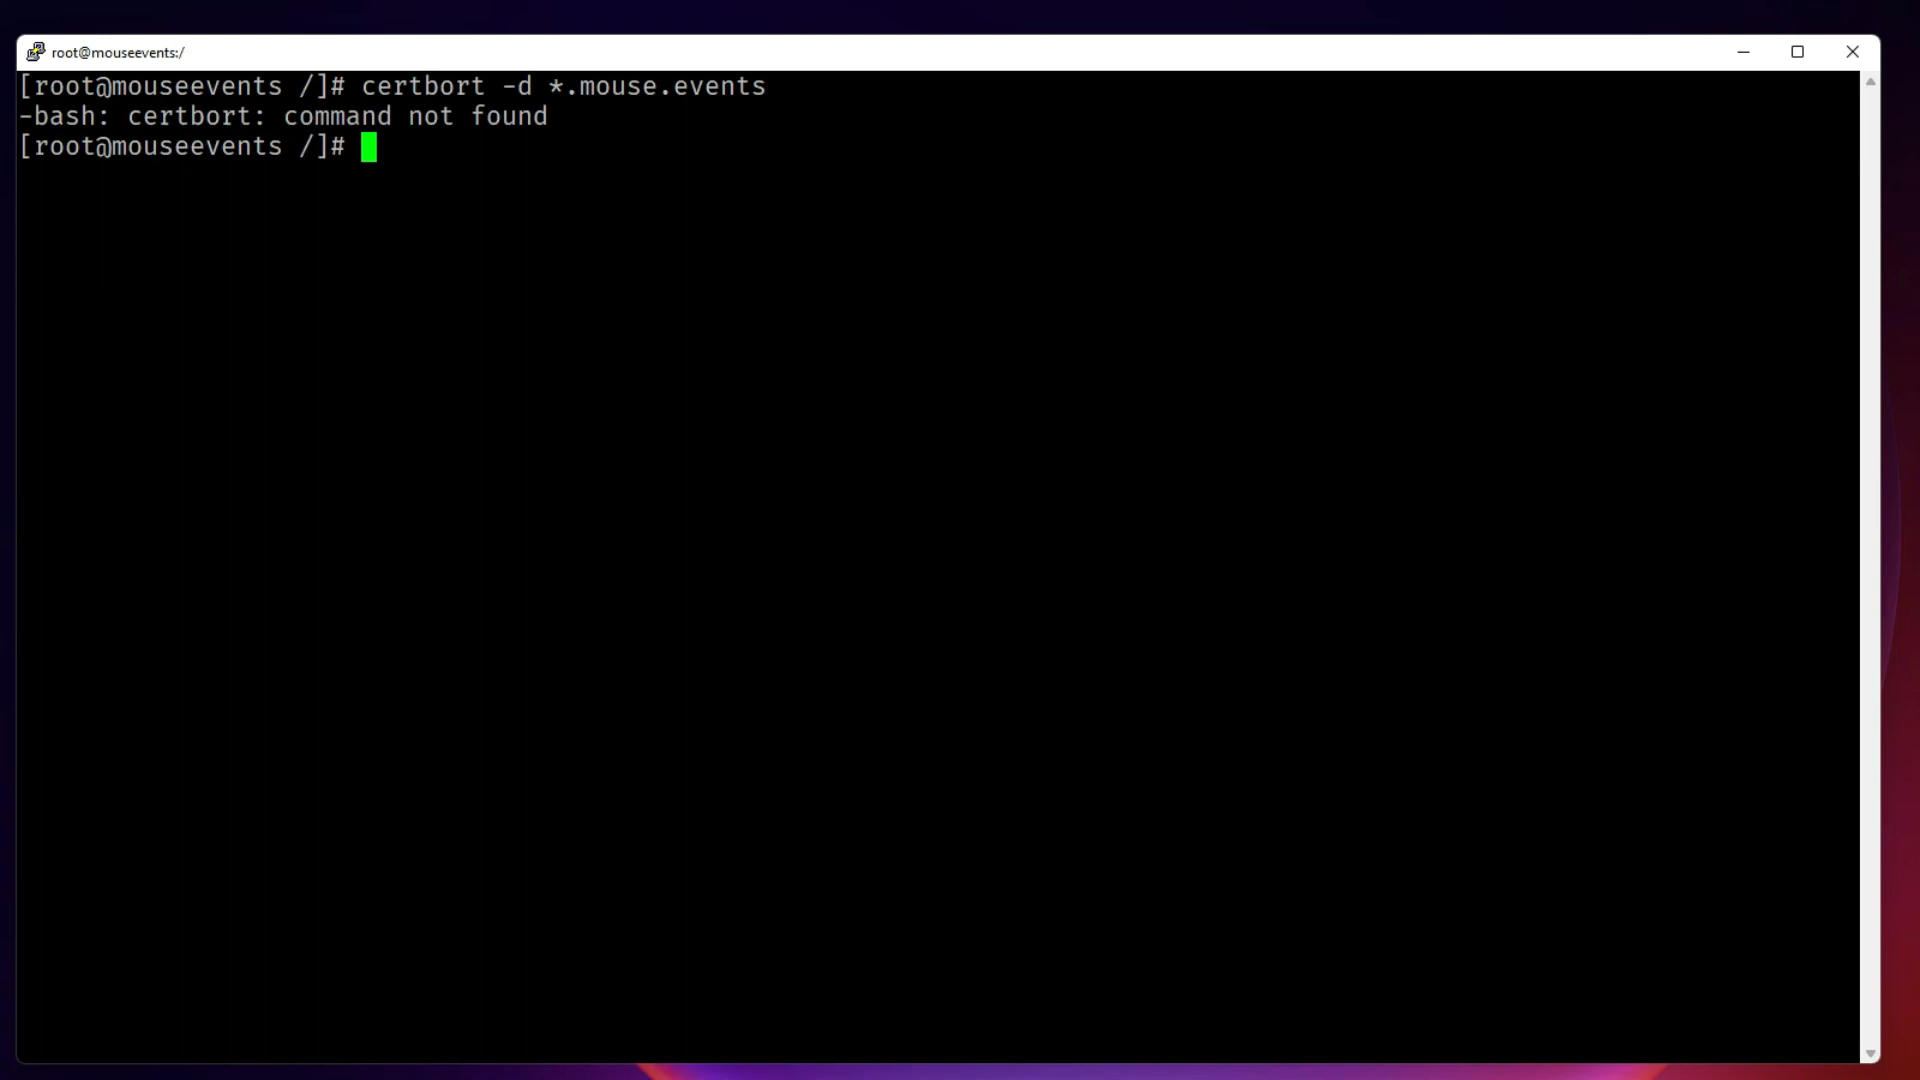 root@mouseevents:/
[root@mouseevents /]# certbort -d *.mouse.events
-bash: certbort: command not found
[root@mouseevents /]#